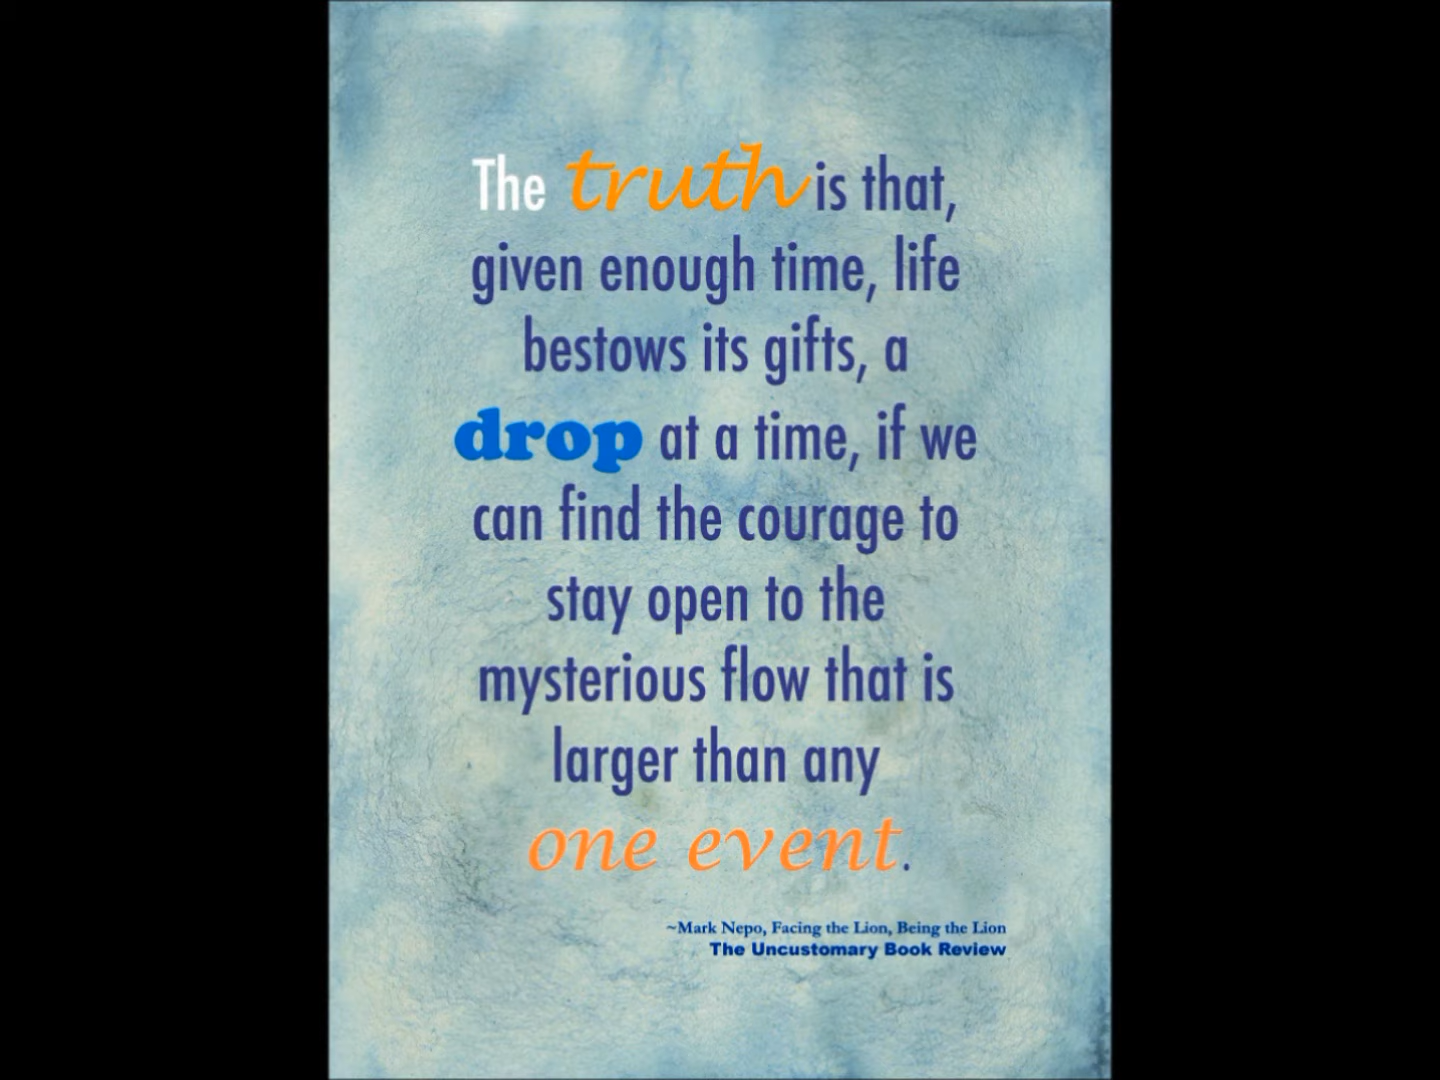 The truth is that,
given enough time, life
bestows its gifts, a
drop at a time, if we
can find the courage to
stay open to the
mysterious flow that is
larger than any
one event.
~Mark Nepo, Facing the Lion, Being the Lion
The Uncustomary Book Review